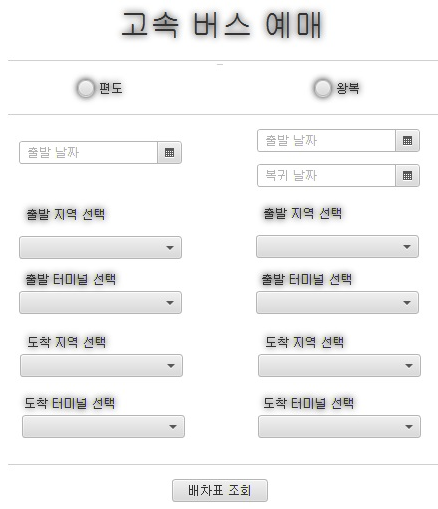 고속 버스 예매
편도 왕복
출발 날짜
출발 날짜
복귀 날짜
출발 지역 선택 출발 지역 선택
출발 터미널 선택 출발 터미널 선택
도착 지역 선택 도착 지역 선택
도착 터미널 선택 도착 터미널 선택
배차표 조회